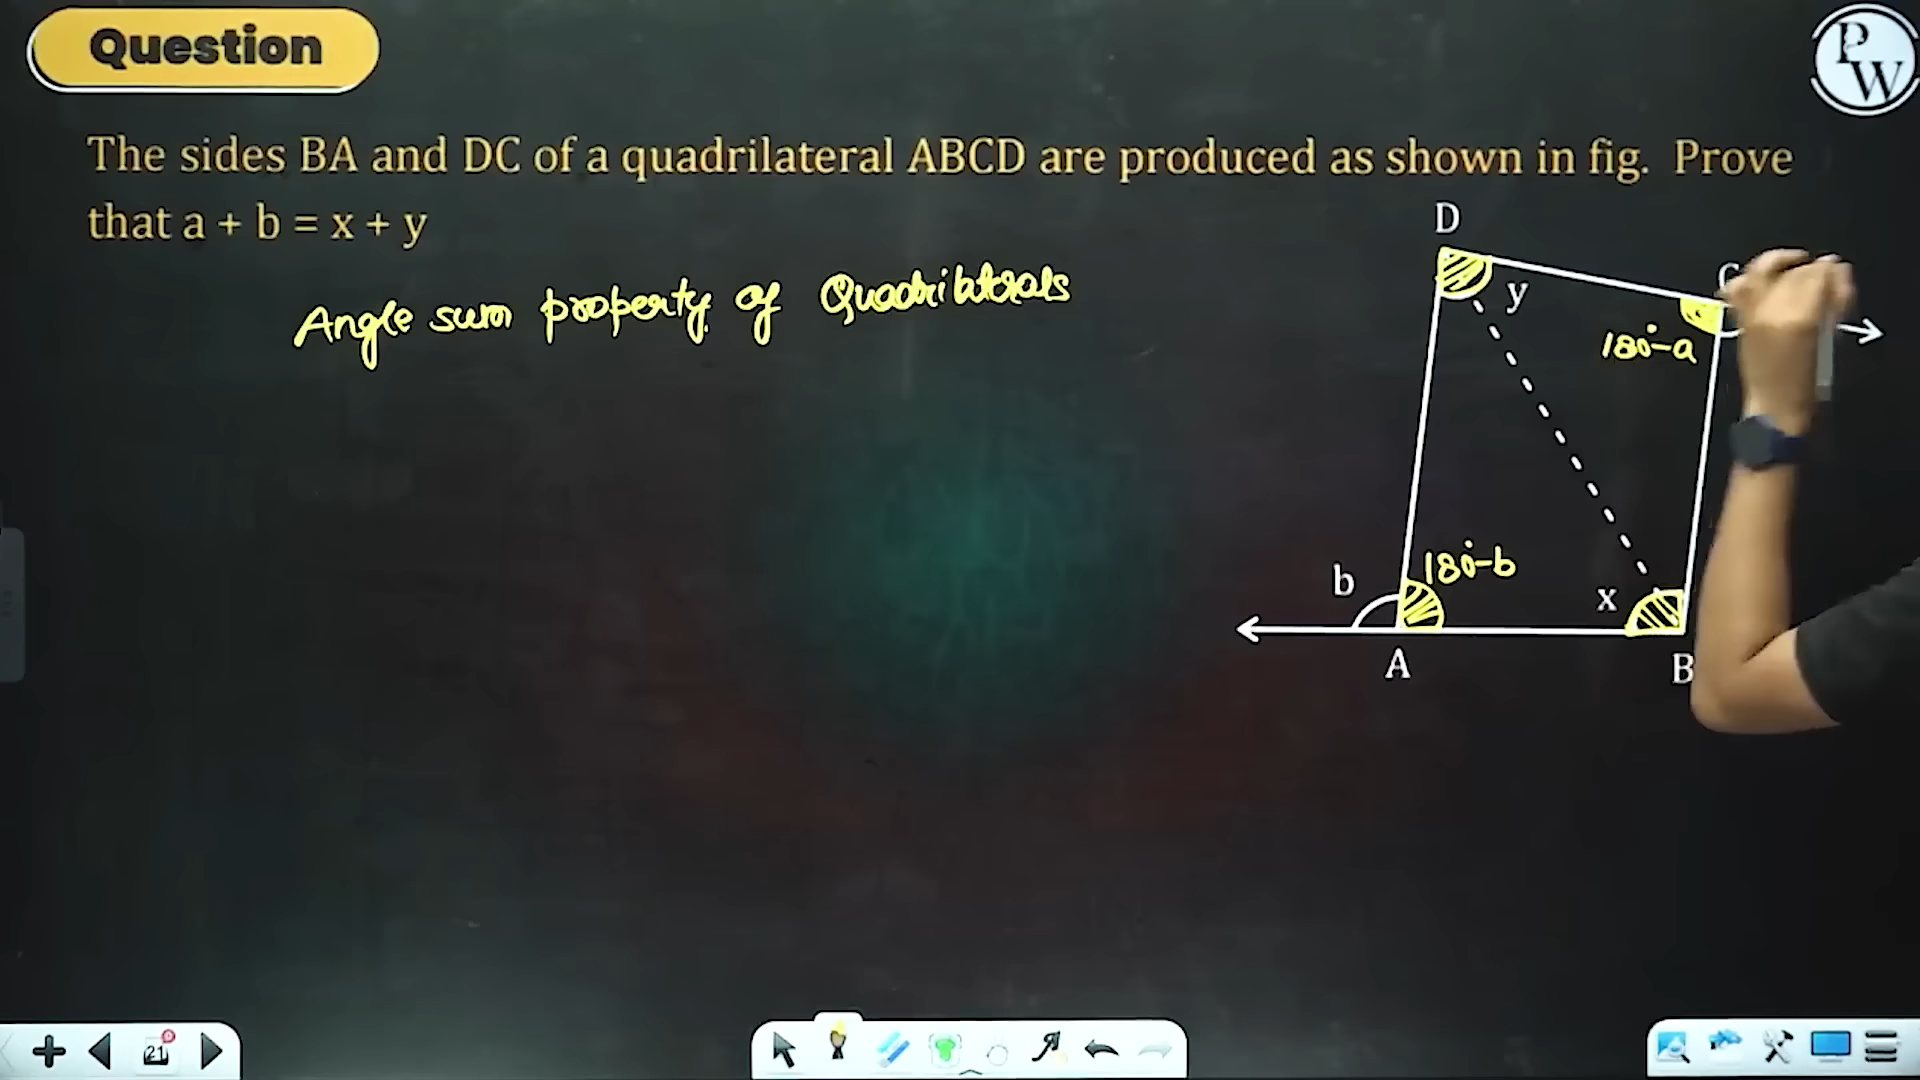 Question
PW
The sides BA and DC of a quadrilateral ABCD are produced as shown in fig. Prove
that a + b = x + y
Angle sum property of Quadrilaterals
D
y
180°-a
b
180°-b
x
A
B
21